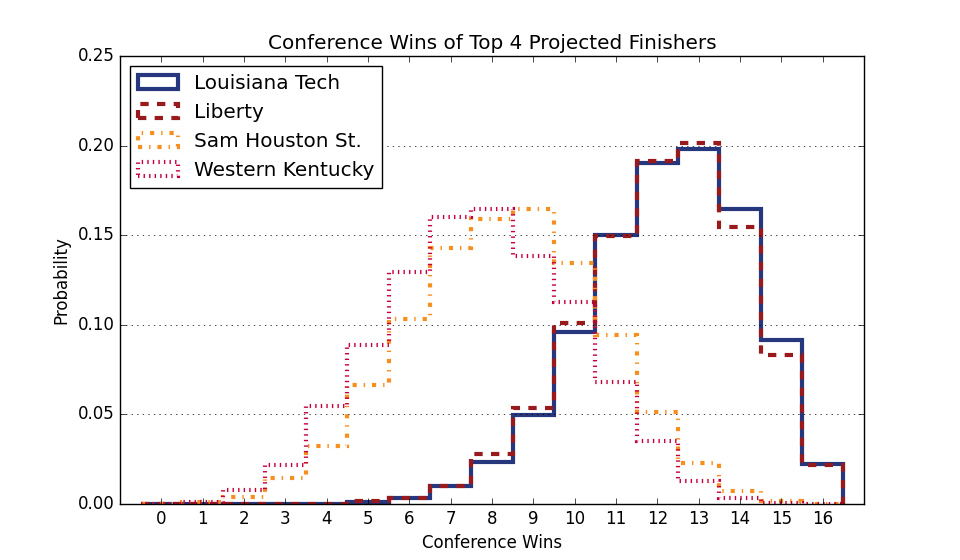 Conference Wins of Top 4 Projected Finishers
Louisiana Tech
Liberty
Sam Houston St.
Western Kentucky
Probability
0.25
0.20
0.15
0.10
0.05
0.00
0 1 2 3 4 5 6 7 8 9 10 11 12 13 14 15 16
Conference Wins